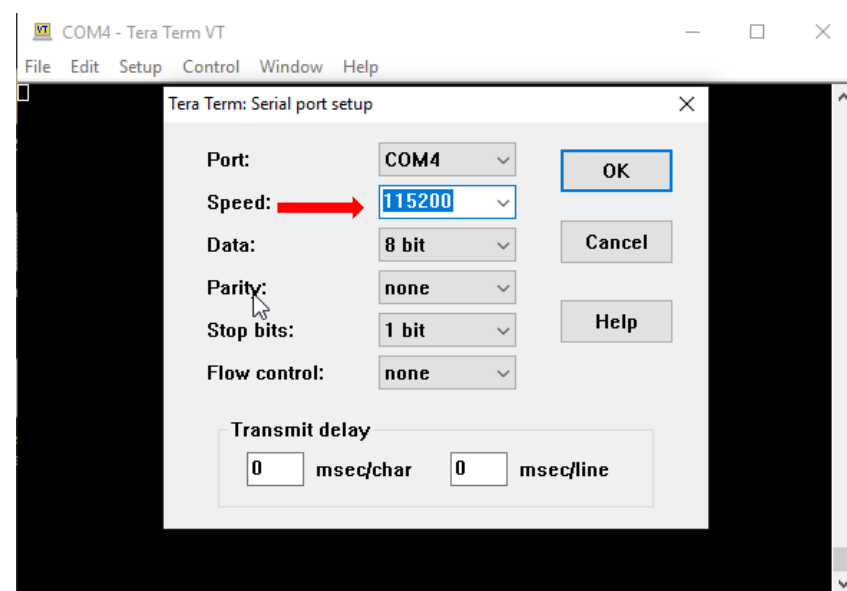 VT COM4 - Tera Term VT
File Edit Setup Control Window Help
Tera Term: Serial port setup
Port: COM4
OK
Speed: 115200
Data: 8 bit
Cancel
Parity: none
Stop bits: 1 bit
Help
Flow control: none
Transmit delay
0 msec/char 0 msec/line